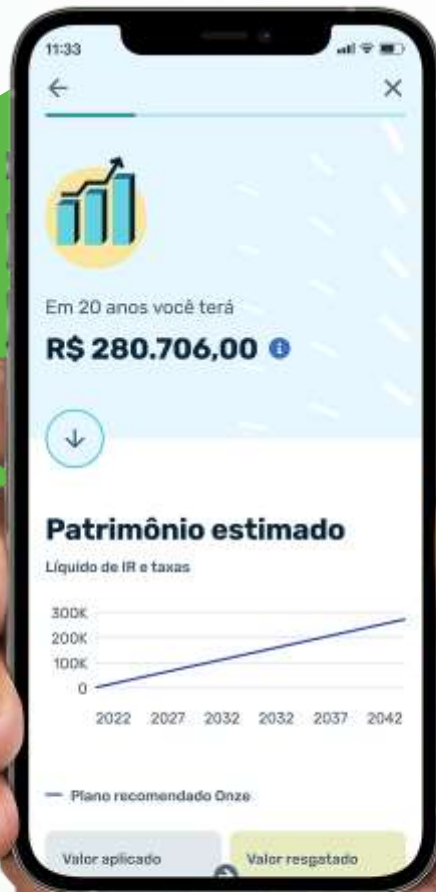 11:33
Em 20 anos você terá
R$ 280.706,00
Patrimônio estimado
Líquido de IR e taxas
300K
200K
100K
0
2022 2027 2032 2032 2037 2042
Plano recomendado Onze
Valor aplicado Valor resgatado